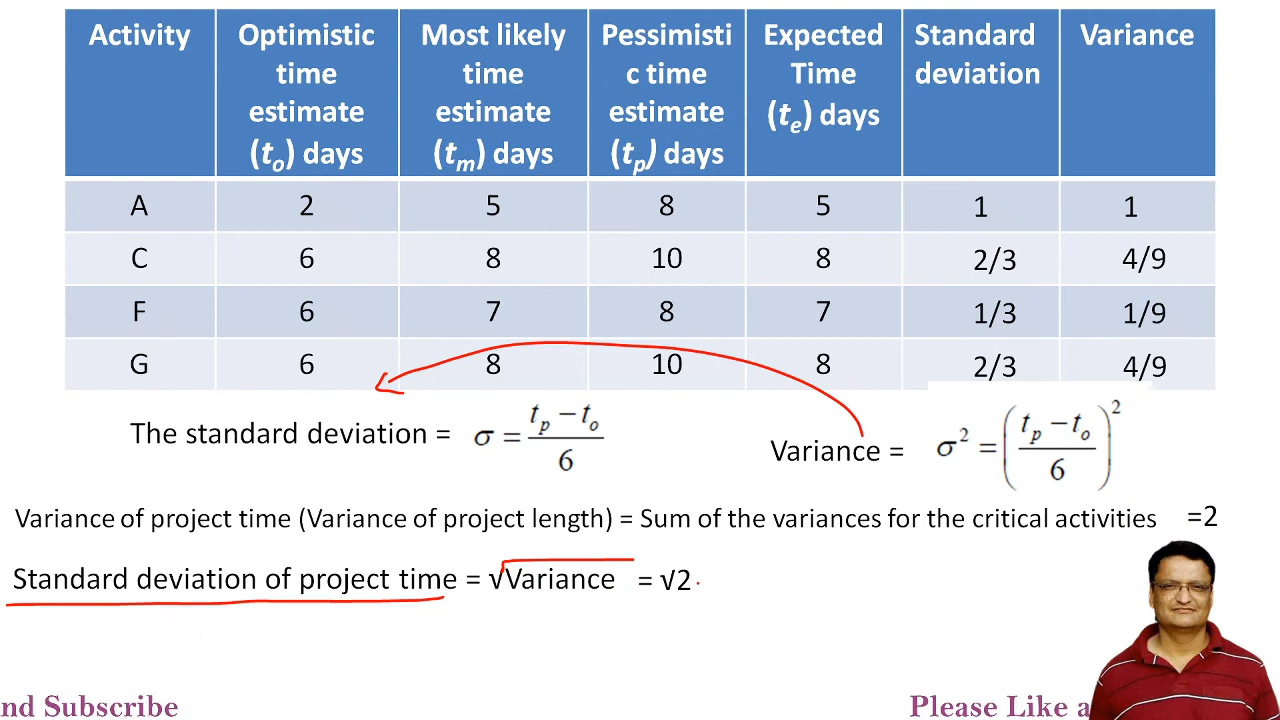 Activity Optimistic time estimate (to) days Most likely time estimate (tm) days Pessimisti c time estimate (tp) days Expected Time (te) days Standard deviation Variance
A 2 5 8 5 1 1
C 6 8 10 8 2/3 4/9
F 6 7 8 7 1/3 1/9
G 6 8 10 8 2/3 4/9
The standard deviation = σ = (tp − to)/6 Variance = σ² = ((tp − to)/6)²
Variance of project time (Variance of project length) = Sum of the variances for the critical activities =2
Standard deviation of project time = √Variance = √2
nd Subscribe Please Like a